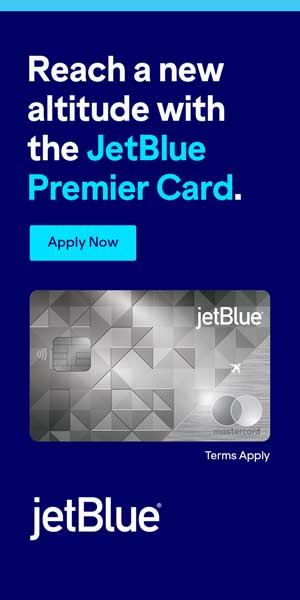 Reach a new
altitude with
the JetBlue
Premier Card.
Apply Now
jetBlue®
mastercard
Terms Apply
jetBlue®